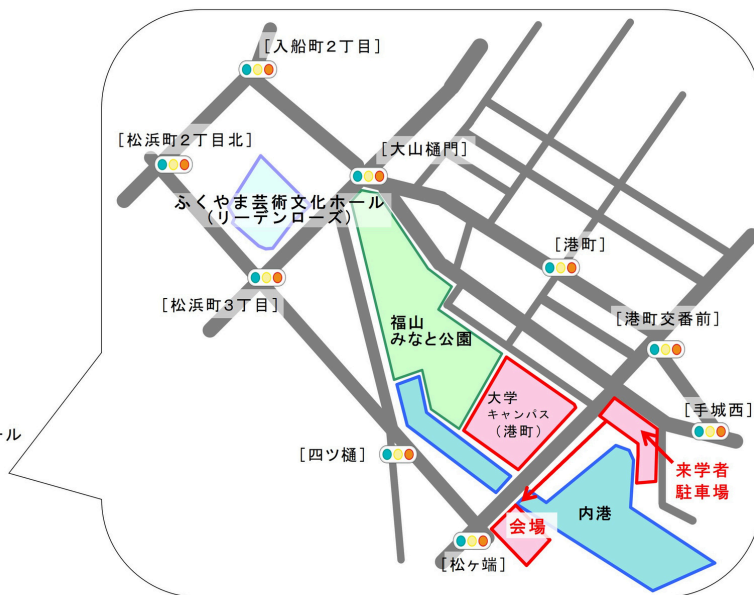 [入船町2丁目]
[松浜町2丁目北]
[大山樋門]
ふくやま芸術文化ホール
(リーデンローズ)
[港町]
[松浜町3丁目]
福山
みなと公園
[港町交番前]
大学
キャンパス
(港町)
[手城西]
ール
[四ツ樋]
来学者
駐車場
内港
会場
[松ヶ端]